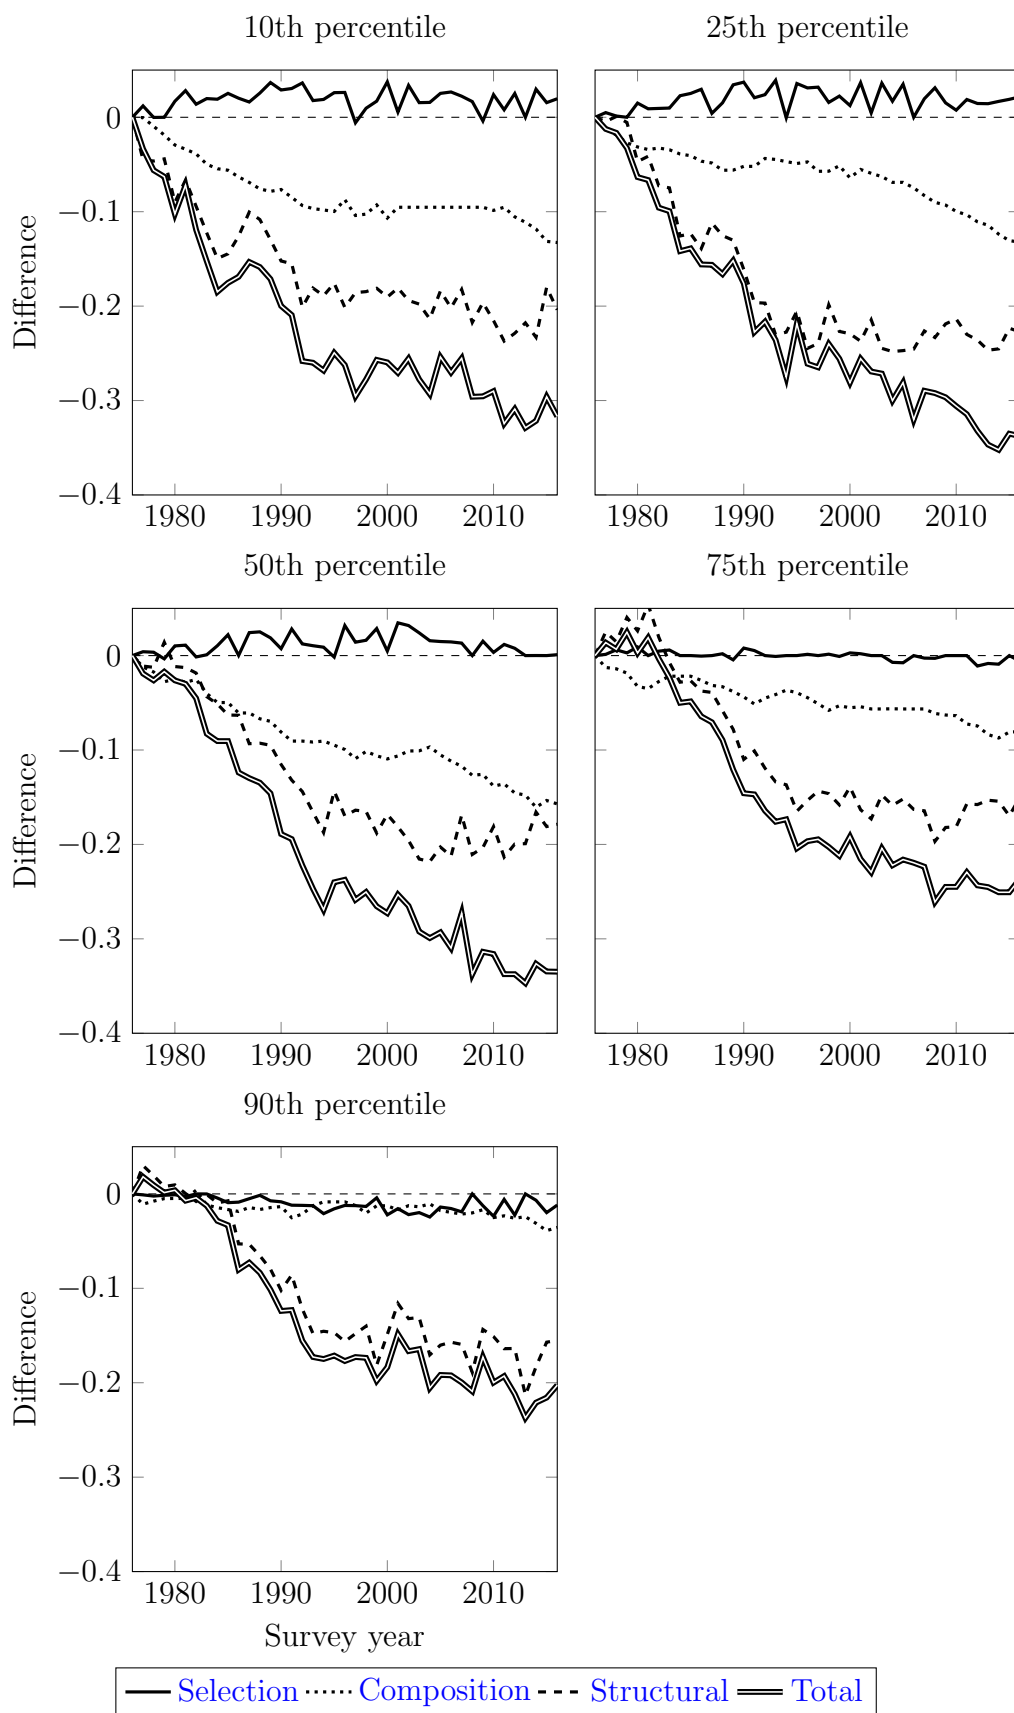 10th percentile
25th percentile
0
−0.1
−0.2
−0.3
−0.4
Difference
1980 1990 2000 2010
1980 1990 2000 2010
50th percentile
75th percentile
0
−0.1
−0.2
−0.3
−0.4
Difference
1980 1990 2000 2010
1980 1990 2000 2010
90th percentile
0
−0.1
−0.2
−0.3
−0.4
Difference
1980 1990 2000 2010
Survey year
Selection Composition Structural Total